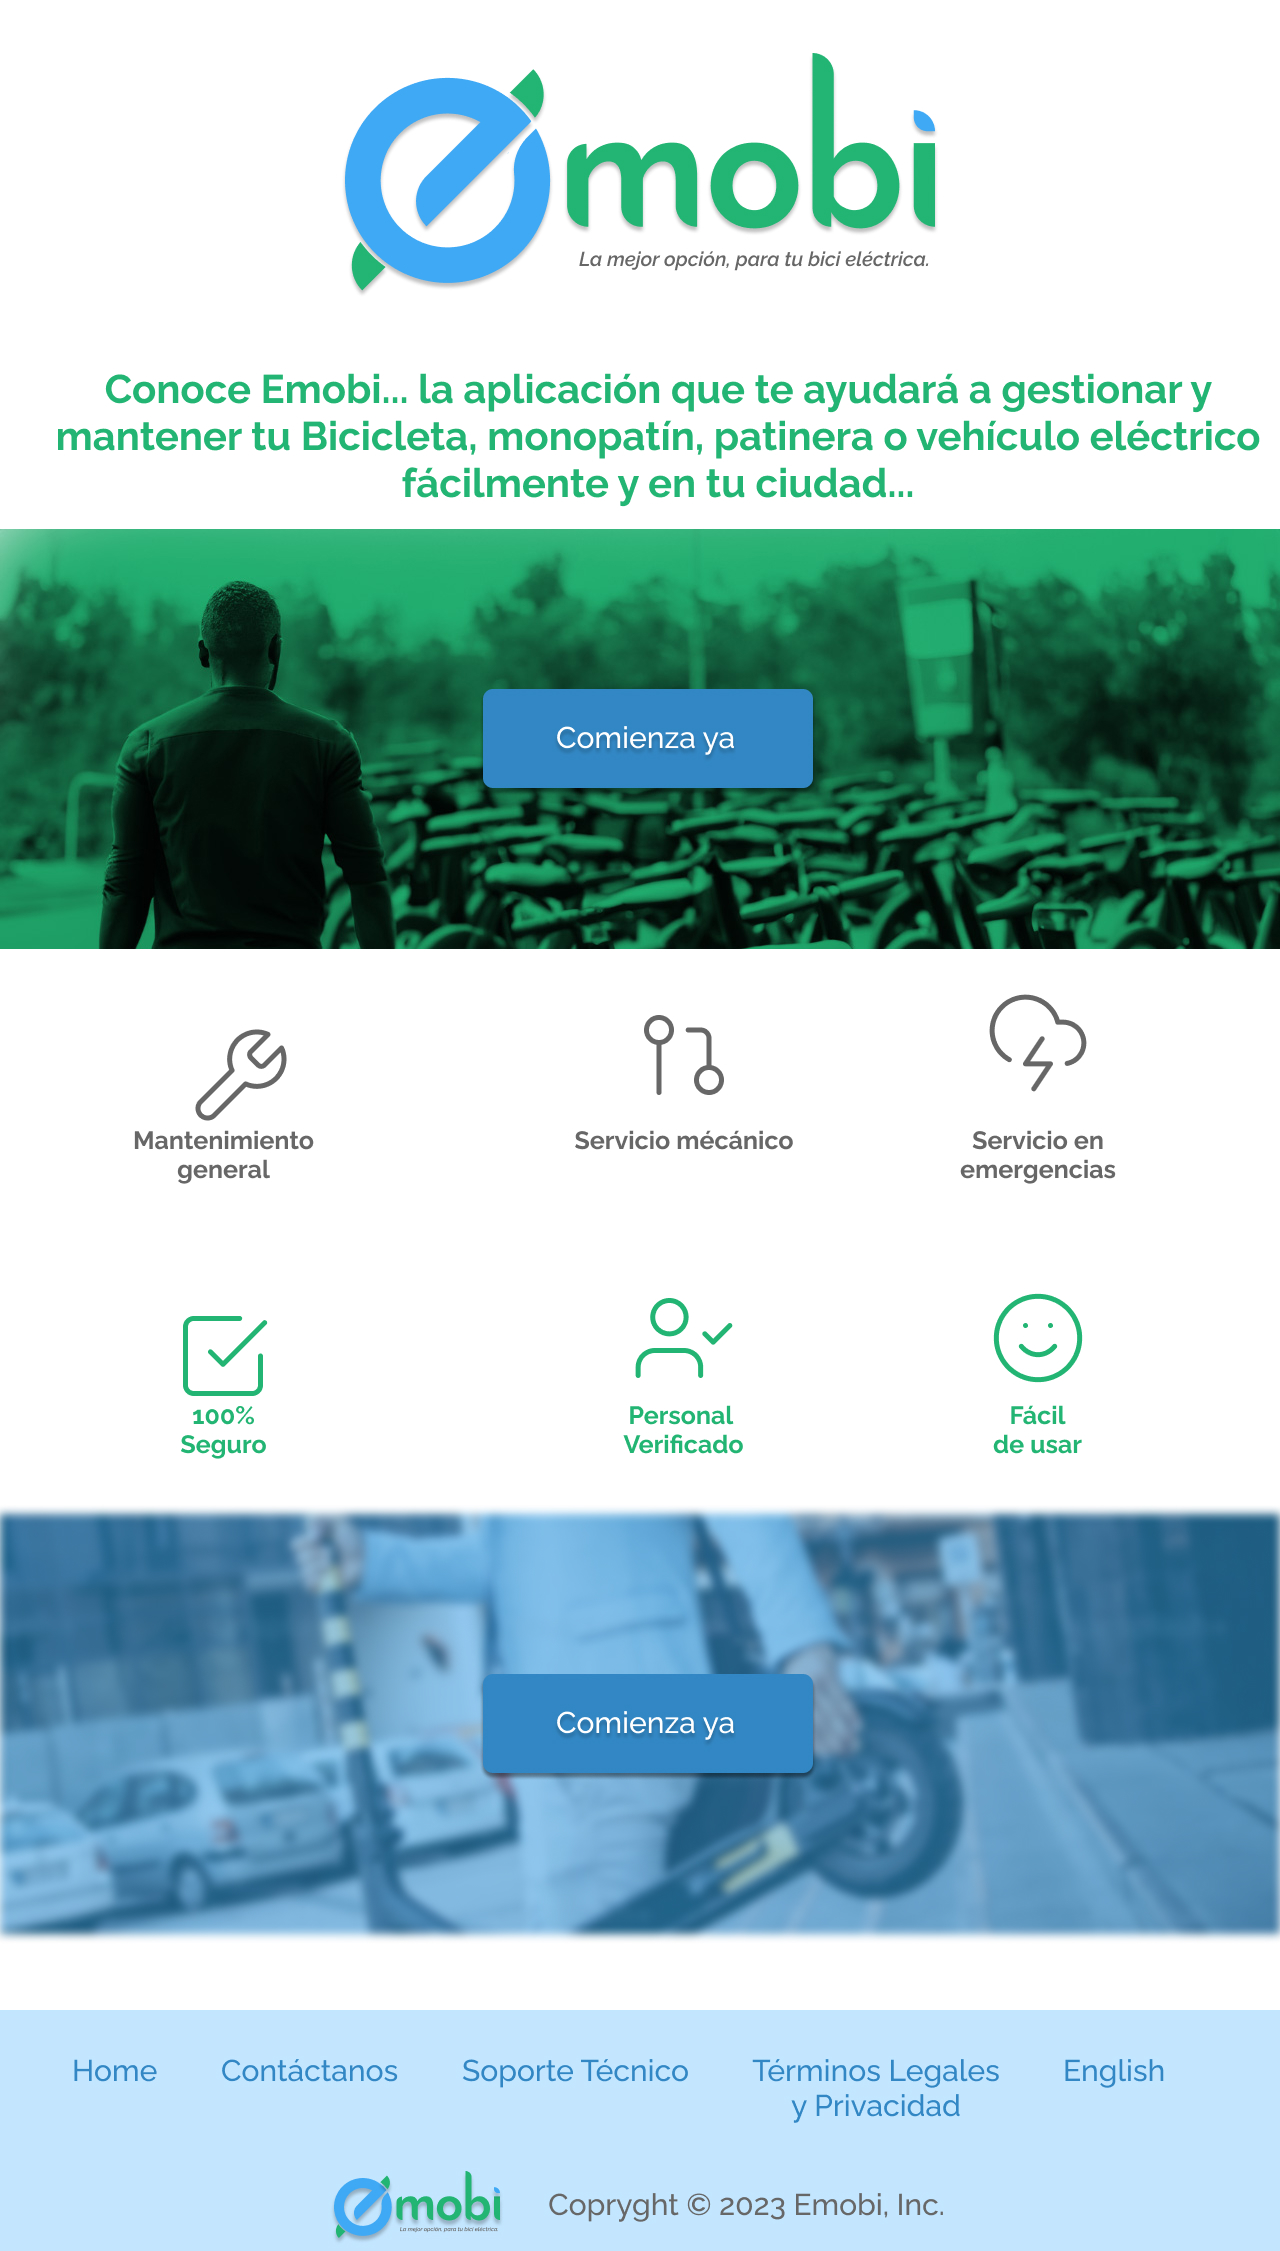 emobi
La mejor opción, para tu bici eléctrica.
Conoce Emobi... la aplicación que te ayudará a gestionar y
mantener tu Bicicleta, monopatín, patinera o vehículo eléctrico
fácilmente y en tu ciudad...
Comienza ya
Mantenimiento
general
Servicio mécánico
Servicio en
emergencias
100%
Seguro
Personal
Verificado
Fácil
de usar
Comienza ya
Home
Contáctanos
Soporte Técnico
Términos Legales
y Privacidad
English
emobi
La mejor opción, para tu bici eléctrica.
Copryght © 2023 Emobi, Inc.